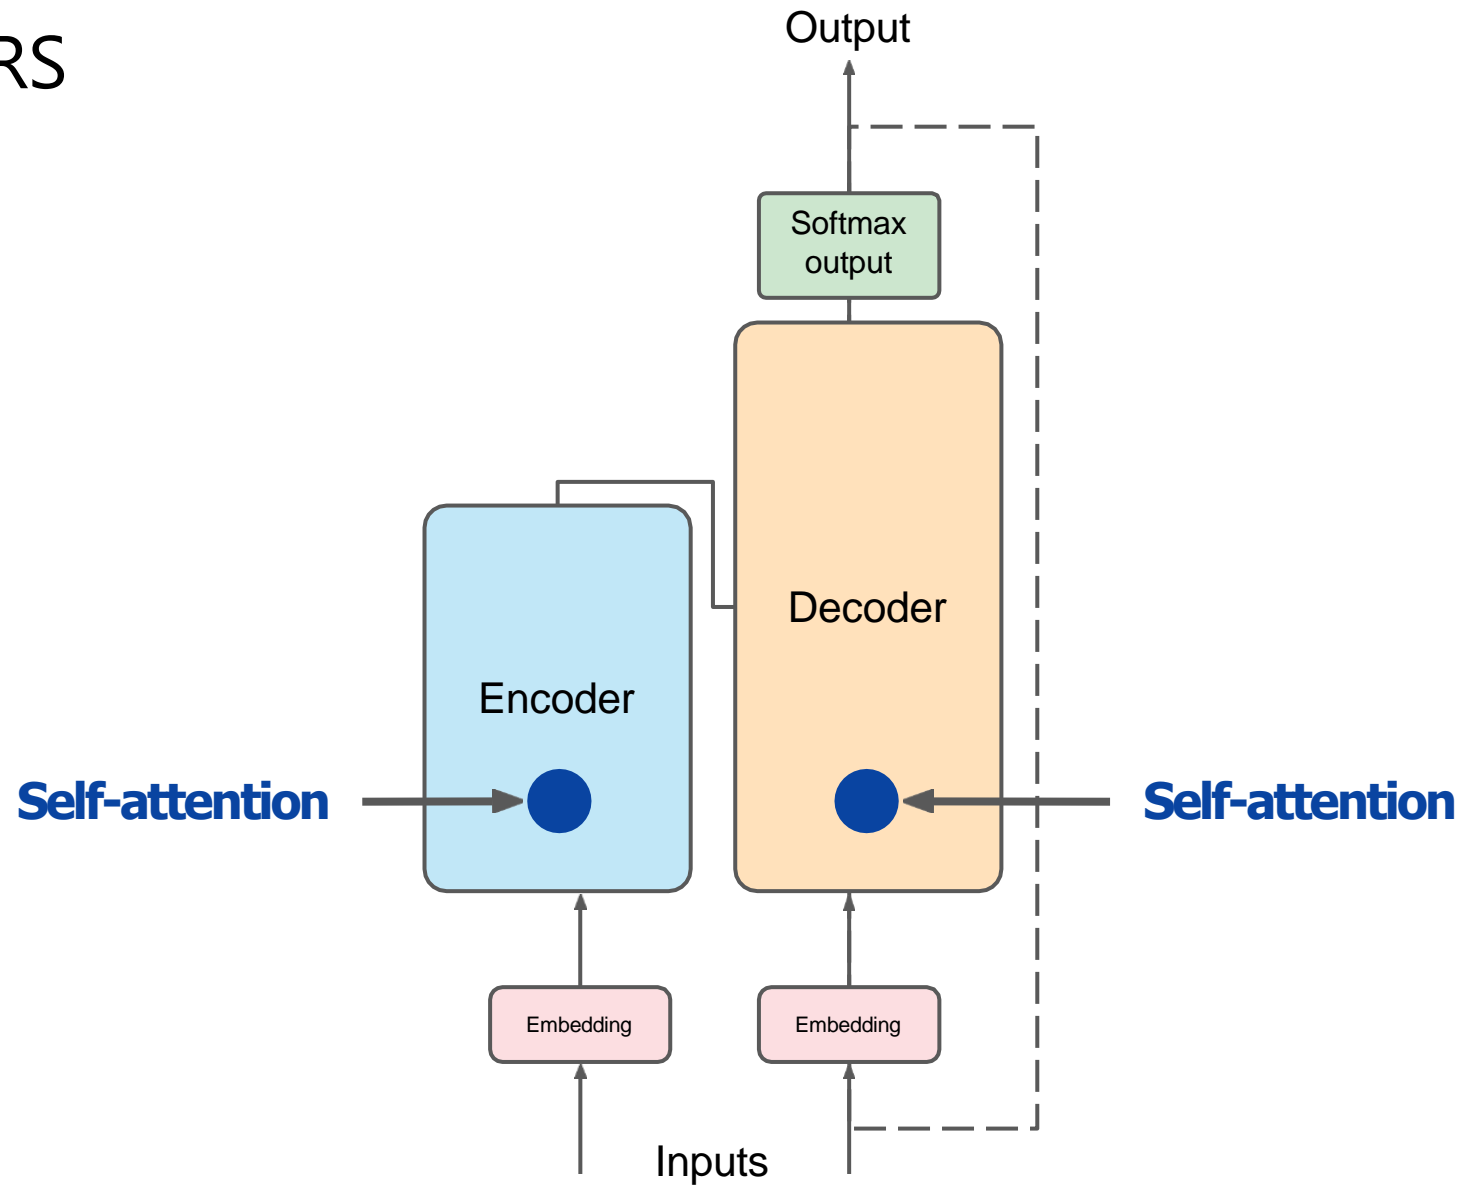 RS
Output
Softmax
output
Decoder
Encoder
Self-attention
Self-attention
Embedding
Embedding
Inputs